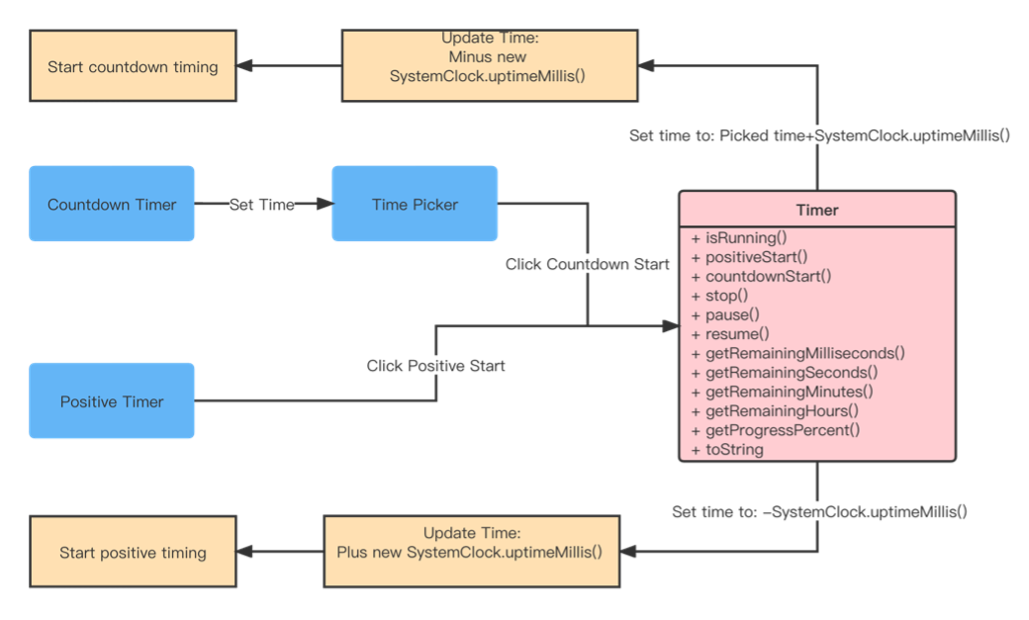 Update Time:
Minus new
SystemClock.uptimeMillis()
Start countdown timing
Set time to: Picked time+SystemClock.uptimeMillis()
Countdown Timer
Set Time
Time Picker
Click Countdown Start
Timer
+ isRunning()
+ positiveStart()
+ countdownStart()
+ stop()
+ pause()
+ resume()
+ getRemainingMilliseconds()
+ getRemainingSeconds()
+ getRemainingMinutes()
+ getRemainingHours()
+ getProgressPercent()
+ toString
Click Positive Start
Positive Timer
Set time to: -SystemClock.uptimeMillis()
Update Time:
Plus new SystemClock.uptimeMillis()
Start positive timing